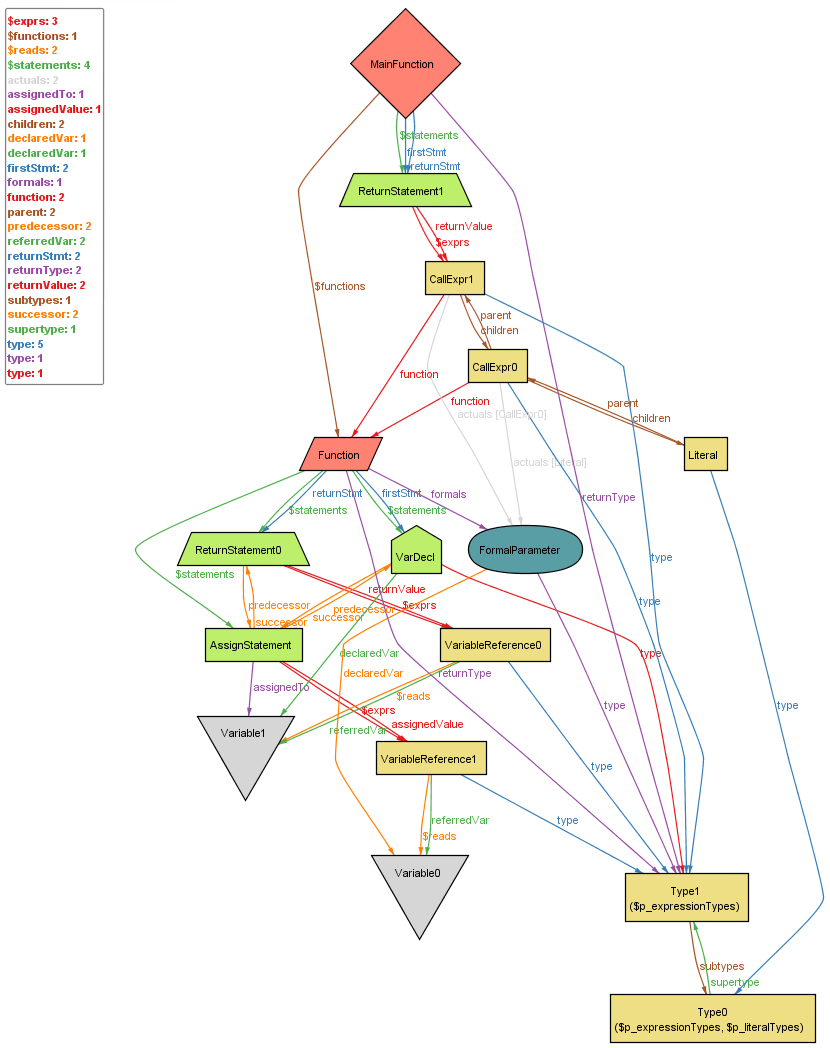 $exprs: 3
$functions: 1
$reads: 2
$statements: 4
actuals: 2
assignedTo: 1
assignedValue: 1
children: 2
declaredVar: 1
declaredVar: 1
firstStmt: 2
formals: 1
function: 2
parent: 2
predecessor: 2
referredVar: 2
returnStmt: 2
returnType: 2
returnValue: 2
subtypes: 1
successor: 2
supertype: 1
type: 5
type: 1
type: 1
MainFunction
$statements
firstStmt
returnStmt
ReturnStatement1
returnValue
$exprs
CallExpr1
$functions
parent
children
CallExpr0
function
function
parent
children
actuals [CallExpr0]
Function
Literal
actuals [Literal]
returnStmt
firstStmt
formals
returnType
$statements
$statements
ReturnStatement0
VarDecl
FormalParameter
type
$statements
returnValue
type
predecessor
predecessor
$exprs
successor
successor
AssignStatement
VariableReference0
declaredVar
type
declaredVar
returnType
assignedTo
$reads
type
type
$exprs
assignedValue
Variable1
referredVar
VariableReference1
type
referredVar
type
$reads
Variable0
Type1
($p_expressionTypes)
subtypes
supertype
Type0
($p_expressionTypes, $p_literalTypes)